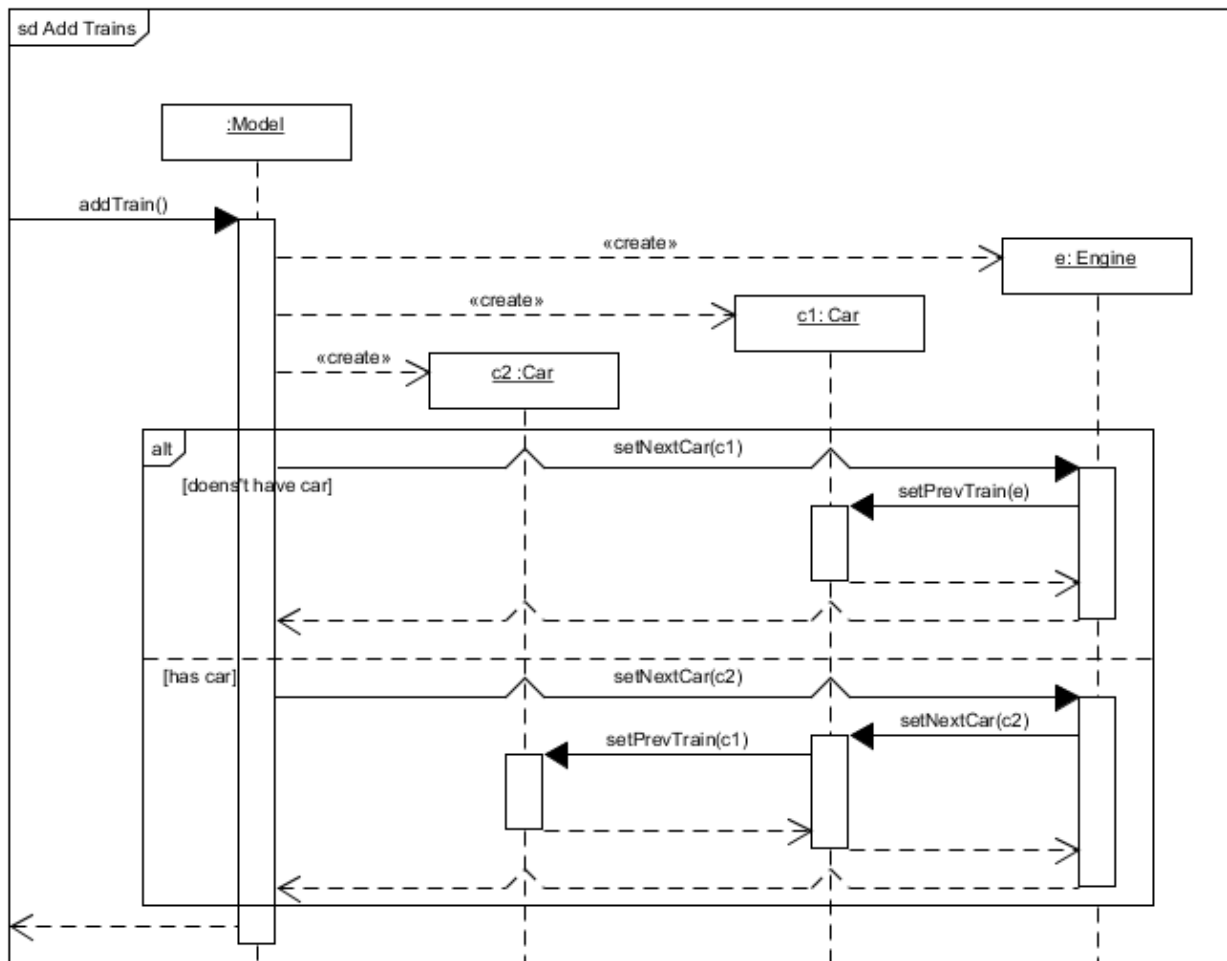 sd Add Trains
:Model
addTrain()
«create»
e: Engine
«create»
c1: Car
«create»
c2 :Car
alt
setNextCar(c1)
[doens't have car]
setPrevTrain(e)
[has car]
setNextCar(c2)
setNextCar(c2)
setPrevTrain(c1)